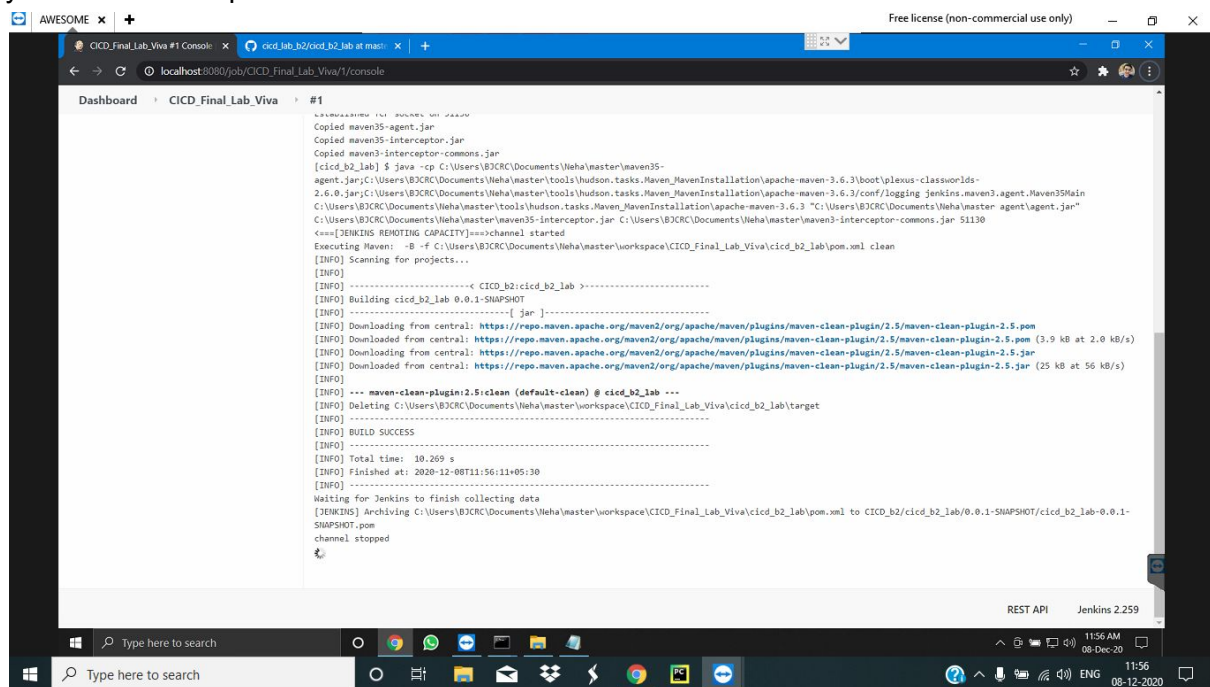 AWESOME
Free license (non-commercial use only)
CICD_Final_Lab_Viva #1 Console
cicd_lab_b2/cicd_b2_lab at maste
localhost:8080/job/CICD_Final_Lab_Viva/1/console
Dashboard CICD_Final_Lab_Viva #1
Copied maven35-agent.jar
Copied maven35-interceptor.jar
Copied maven3-interceptor-commons.jar
[cicd_b2_lab] $ java -cp C:\Users\BJCRC\Documents\Neha\master\maven35-
agent.jar;C:\Users\BJCRC\Documents\Neha\master\tools\hudson.tasks.Maven_MavenInstallation\apache-maven-3.6.3\boot\plexus-classworlds-
2.6.0.jar;C:\Users\BJCRC\Documents\Neha\master\tools\hudson.tasks.Maven_MavenInstallation\apache-maven-3.6.3/conf/logging jenkins.maven3.agent.Maven35Main
C:\Users\BJCRC\Documents\Neha\master\tools\hudson.tasks.Maven_MavenInstallation\apache-maven-3.6.3 "C:\Users\BJCRC\Documents\Neha\master agent\agent.jar"
C:\Users\BJCRC\Documents\Neha\master\maven35-interceptor.jar C:\Users\BJCRC\Documents\Neha\master\maven3-interceptor-commons.jar 51130
<===[JENKINS REMOTING CAPACITY]===>channel started
Executing Maven: -B -f C:\Users\BJCRC\Documents\Neha\master\workspace\CICD_Final_Lab_Viva\cicd_b2_lab\pom.xml clean
[INFO] Scanning for projects...
[INFO]
[INFO] -----------------------< CICD_b2:cicd_b2_lab >------------------------
[INFO] Building cicd_b2_lab 0.0.1-SNAPSHOT
[INFO] --------------------------------[ jar ]---------------------------------
[INFO] Downloading from central: https://repo.maven.apache.org/maven2/org/apache/maven/plugins/maven-clean-plugin/2.5/maven-clean-plugin-2.5.pom
[INFO] Downloaded from central: https://repo.maven.apache.org/maven2/org/apache/maven/plugins/maven-clean-plugin/2.5/maven-clean-plugin-2.5.pom (3.9 kB at 2.0 kB/s)
[INFO] Downloading from central: https://repo.maven.apache.org/maven2/org/apache/maven/plugins/maven-clean-plugin/2.5/maven-clean-plugin-2.5.jar
[INFO] Downloaded from central: https://repo.maven.apache.org/maven2/org/apache/maven/plugins/maven-clean-plugin/2.5/maven-clean-plugin-2.5.jar (25 kB at 56 kB/s)
[INFO]
[INFO] --- maven-clean-plugin:2.5:clean (default-clean) @ cicd_b2_lab ---
[INFO] Deleting C:\Users\BJCRC\Documents\Neha\master\workspace\CICD_Final_Lab_Viva\cicd_b2_lab\target
[INFO] ------------------------------------------------------------------------
[INFO] BUILD SUCCESS
[INFO] ------------------------------------------------------------------------
[INFO] Total time: 10.269 s
[INFO] Finished at: 2020-12-08T11:56:11+05:30
[INFO] ------------------------------------------------------------------------
Waiting for Jenkins to finish collecting data
[JENKINS] Archiving C:\Users\BJCRC\Documents\Neha\master\workspace\CICD_Final_Lab_Viva\cicd_b2_lab\pom.xml to CICD_b2/cicd_b2_lab/0.0.1-SNAPSHOT/cicd_b2_lab-0.0.1-
SNAPSHOT.pom
channel stopped
REST API Jenkins 2.259
Type here to search
11:56 AM
08-Dec-20
Type here to search
ENG
11:56
08-12-2020